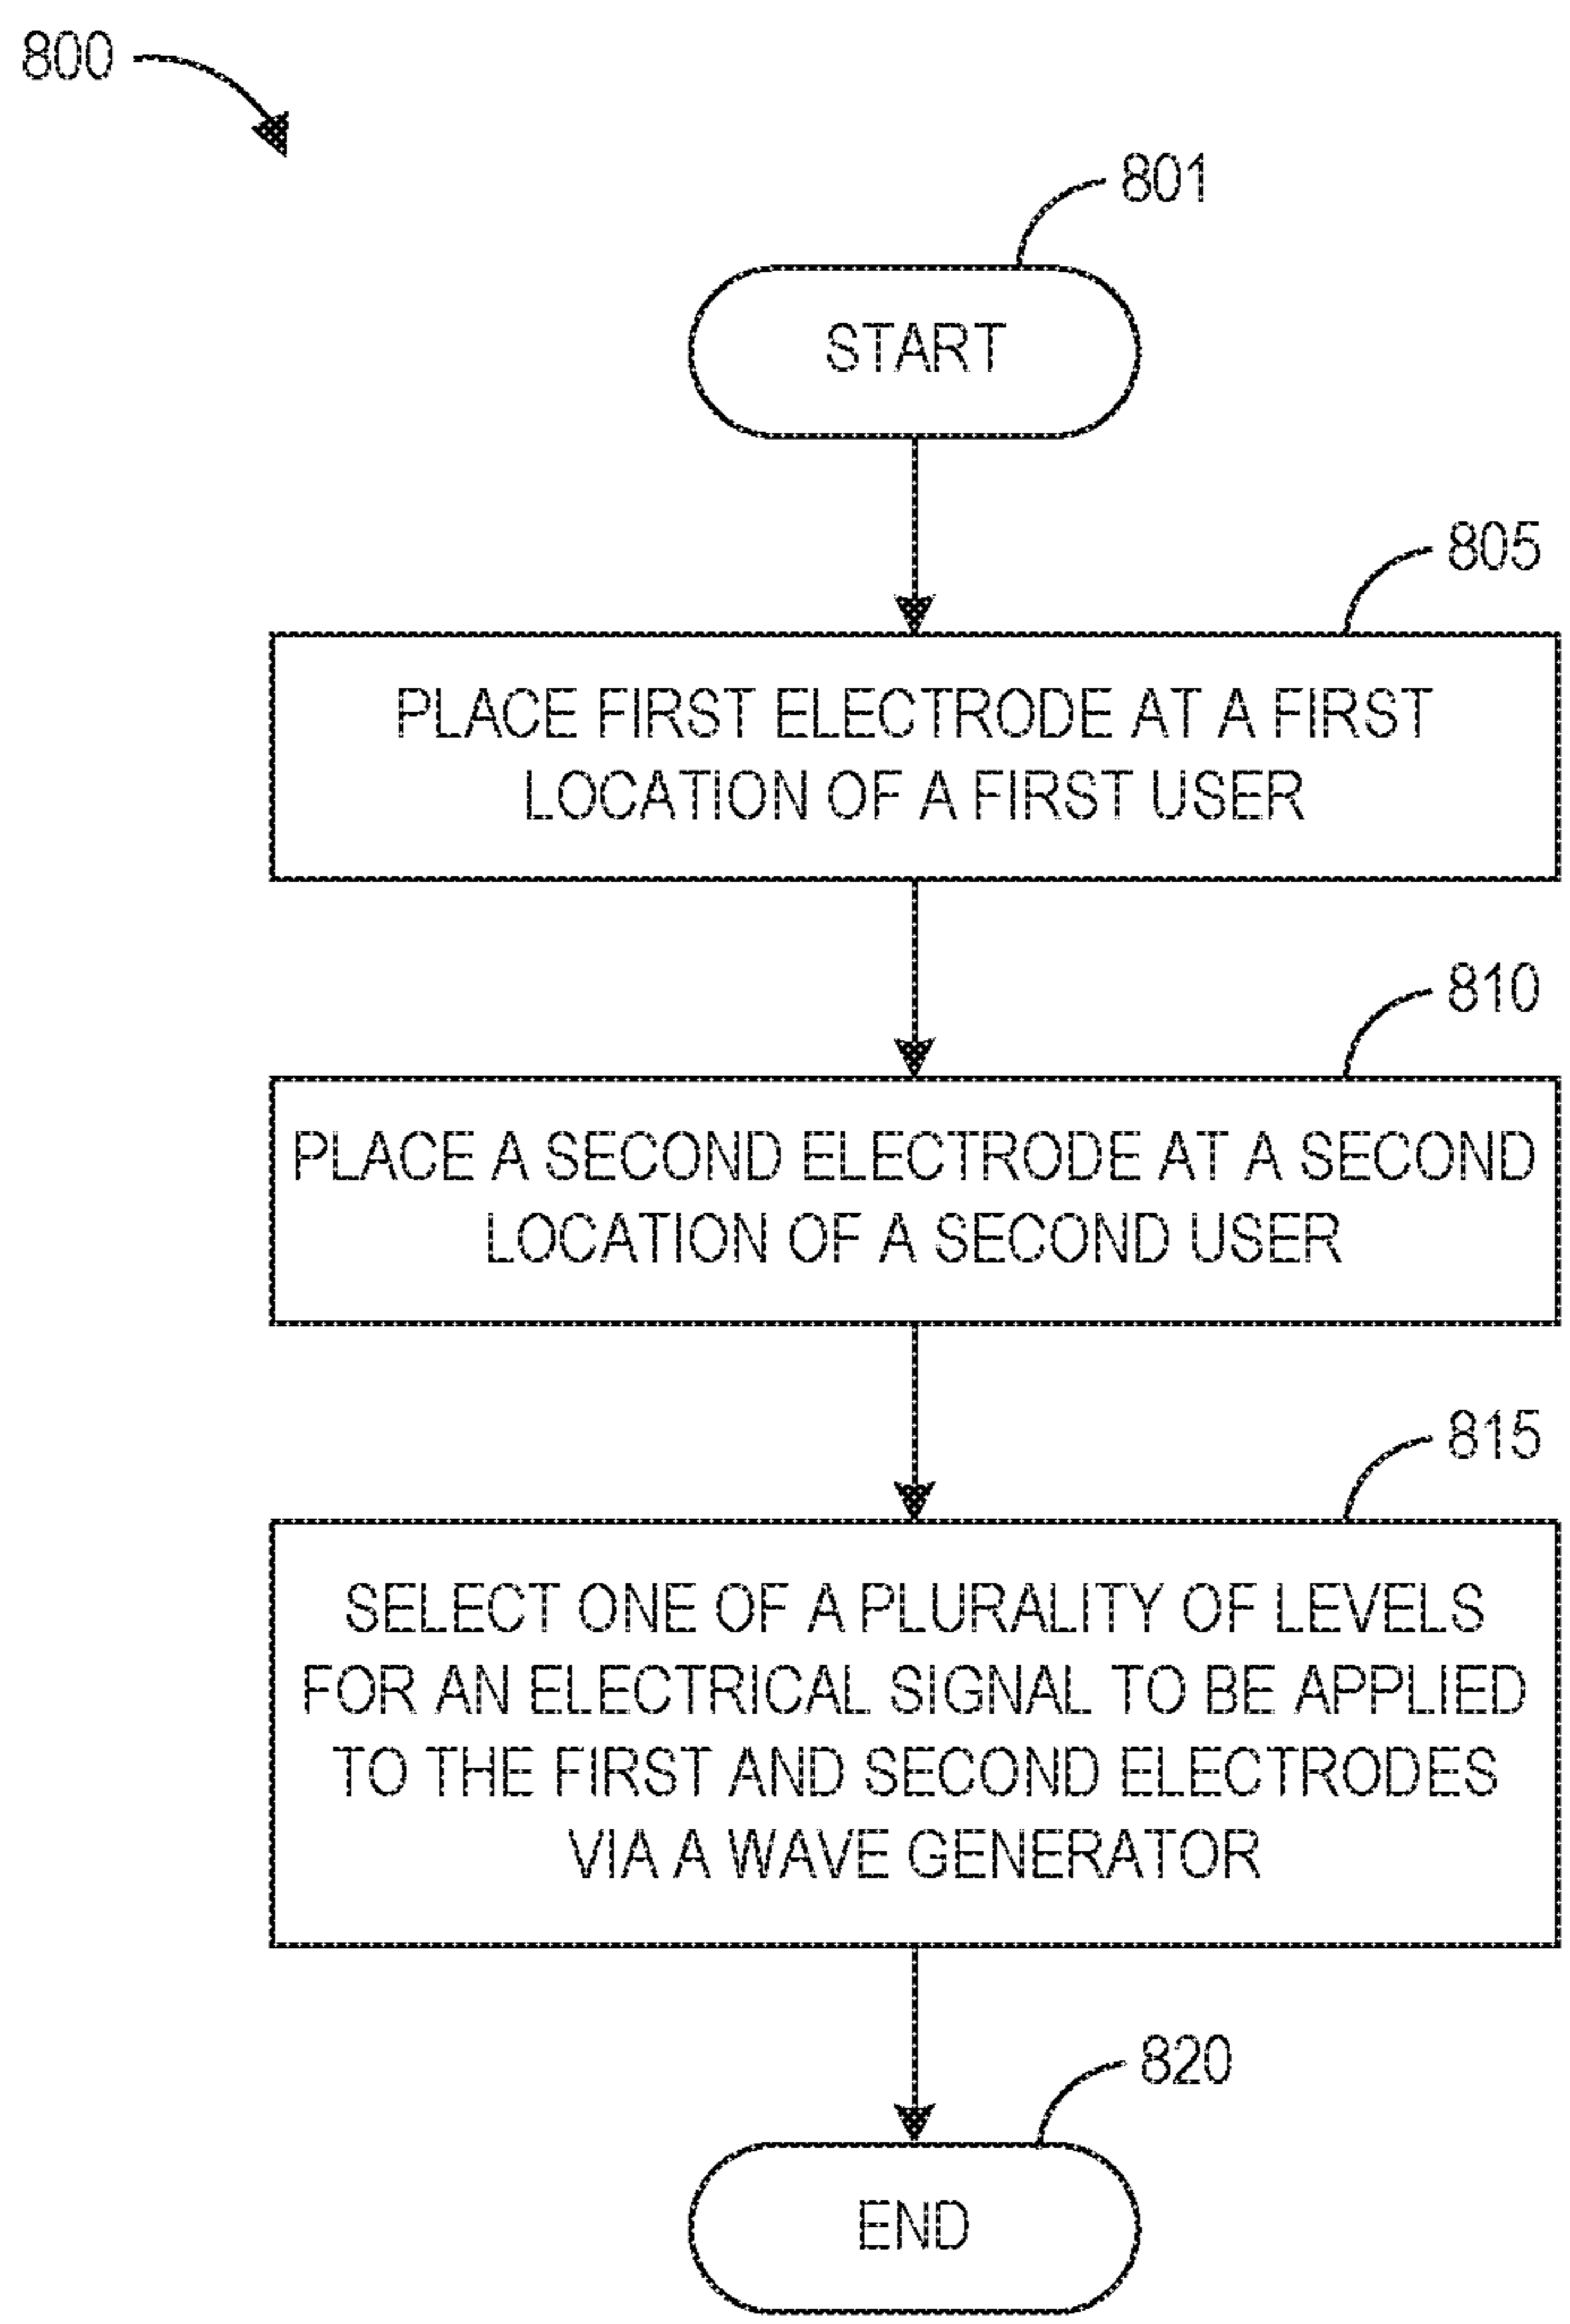 800
801
START
805
PLACE FIRST ELECTRODE AT A FIRST
LOCATION OF A FIRST USER
810
PLACE A SECOND ELECTRODE AT A SECOND
LOCATION OF A SECOND USER
815
SELECT ONE OF A PLURALITY OF LEVELS
FOR AN ELECTRICAL SIGNAL TO BE APPLIED
TO THE FIRST AND SECOND ELECTRODES
VIA A WAVE GENERATOR
820
END